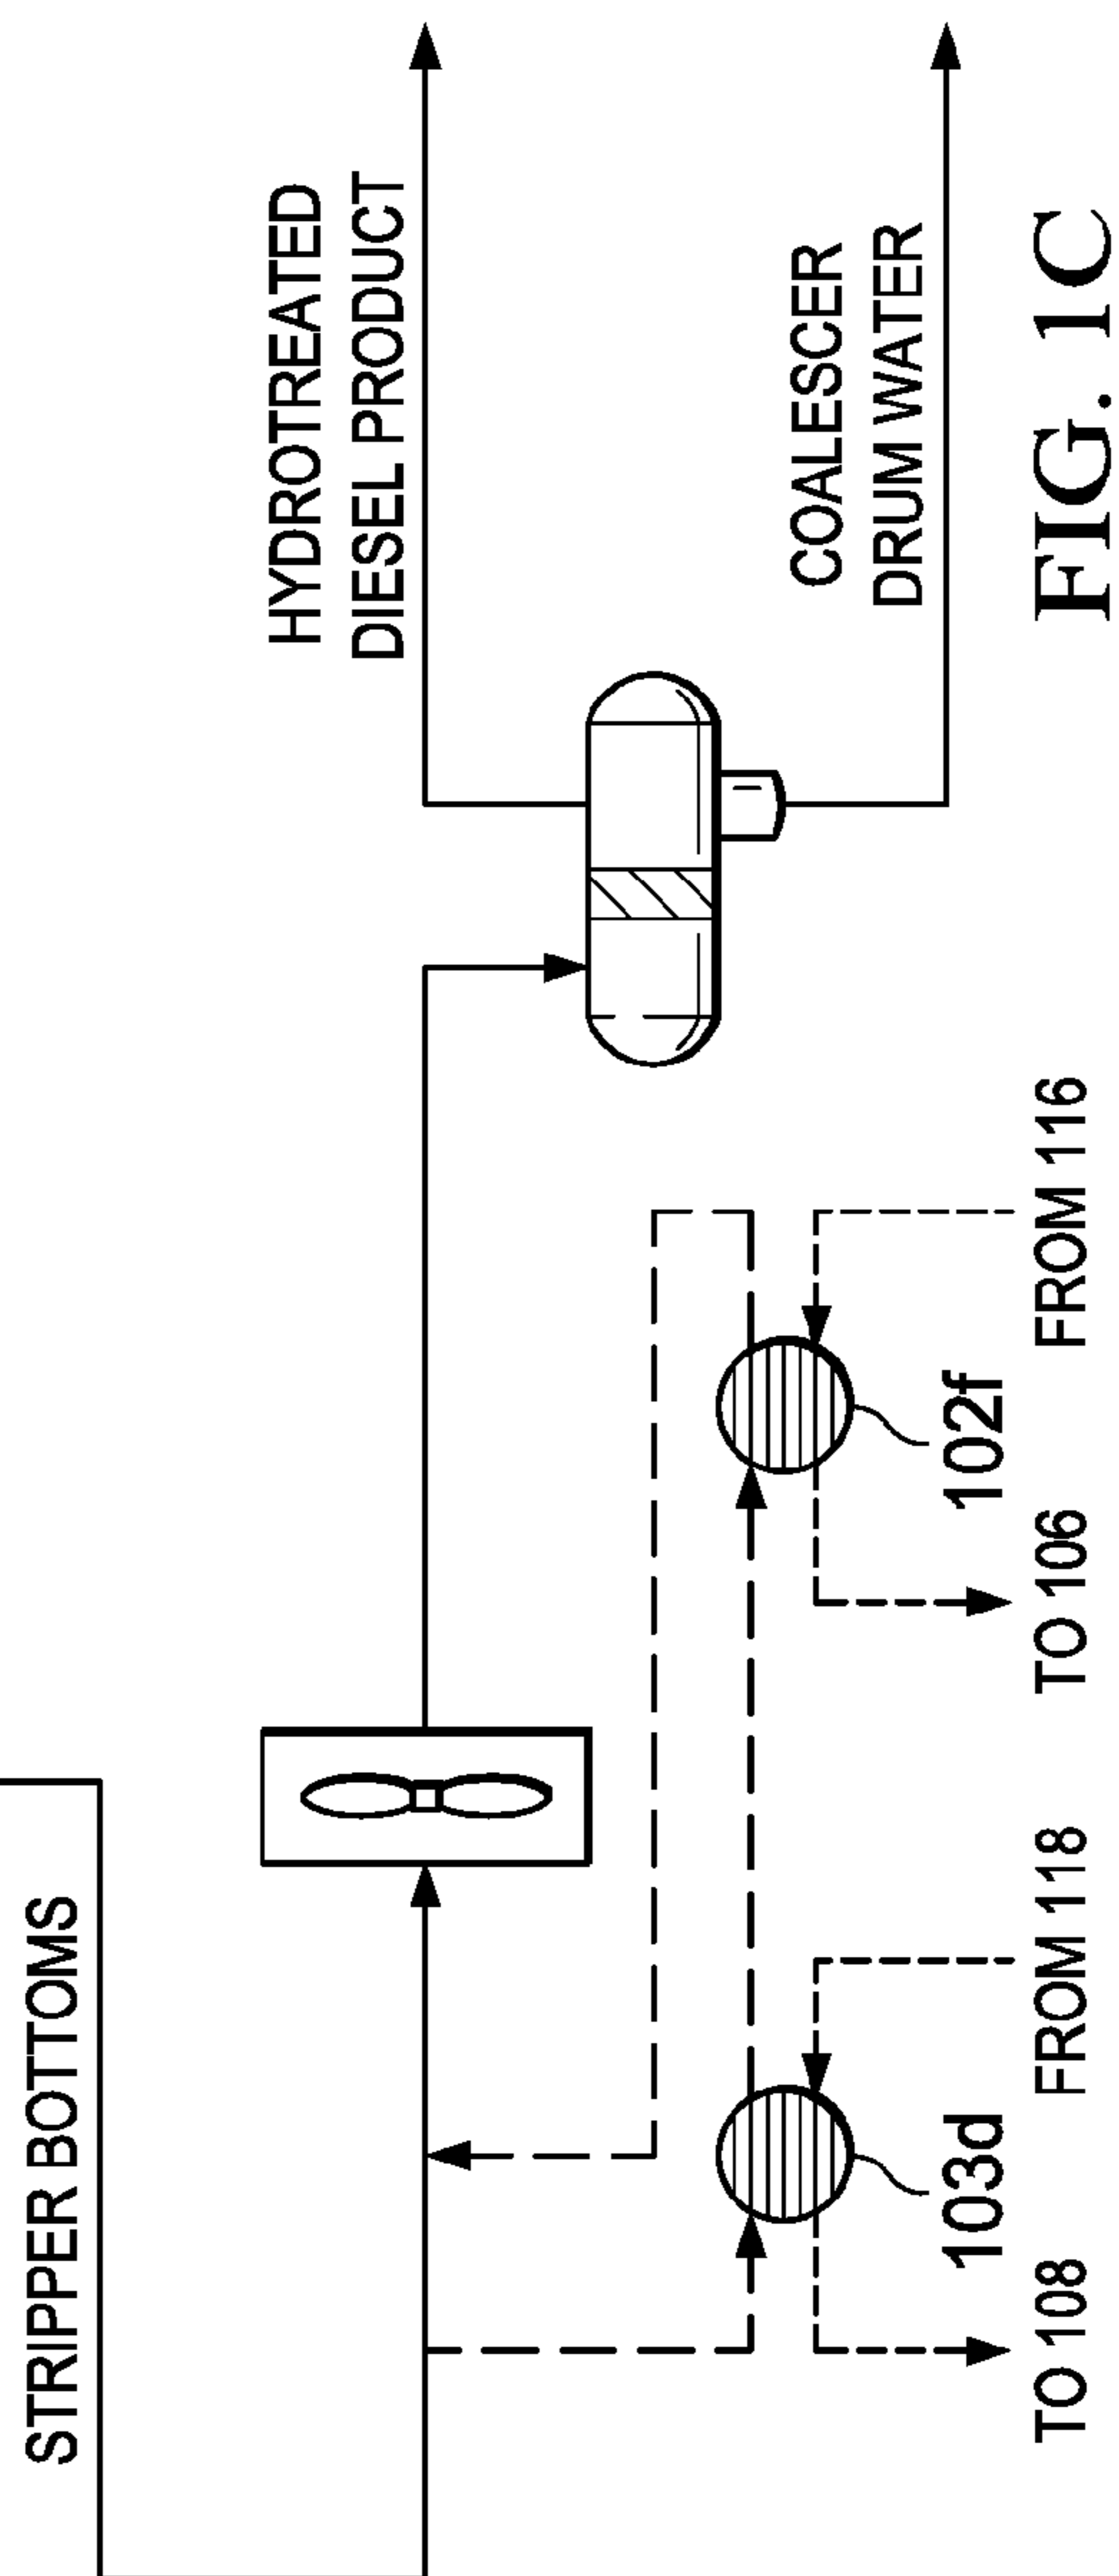 STRIPPER BOTTOMS
HYDROTREATED
DIESEL PRODUCT
COALESCER
DRUM WATER
103d
102f
TO 108
FROM 118
TO 106
FROM 116
FIG. 1C